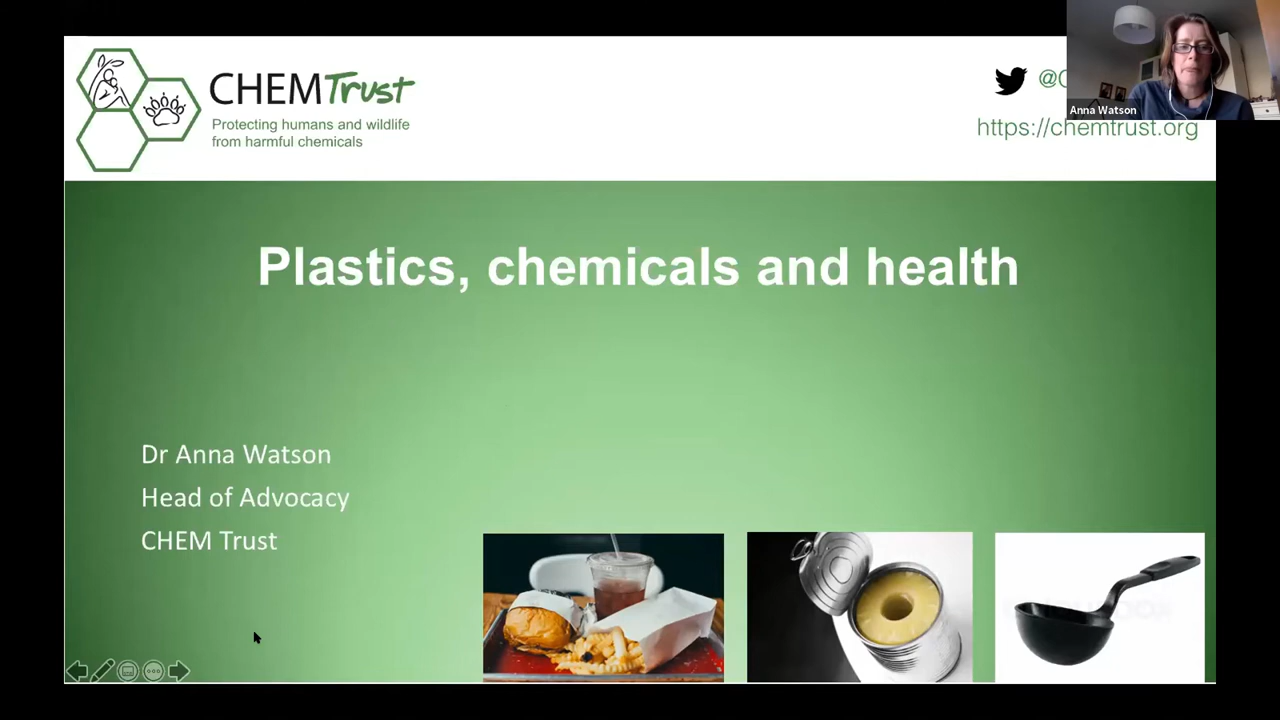 CHEMTrust
Protecting humans and wildlife
from harmful chemicals
https://chemtrust.org
Anna Watson
Plastics, chemicals and health
Dr Anna Watson
Head of Advocacy
CHEM Trust